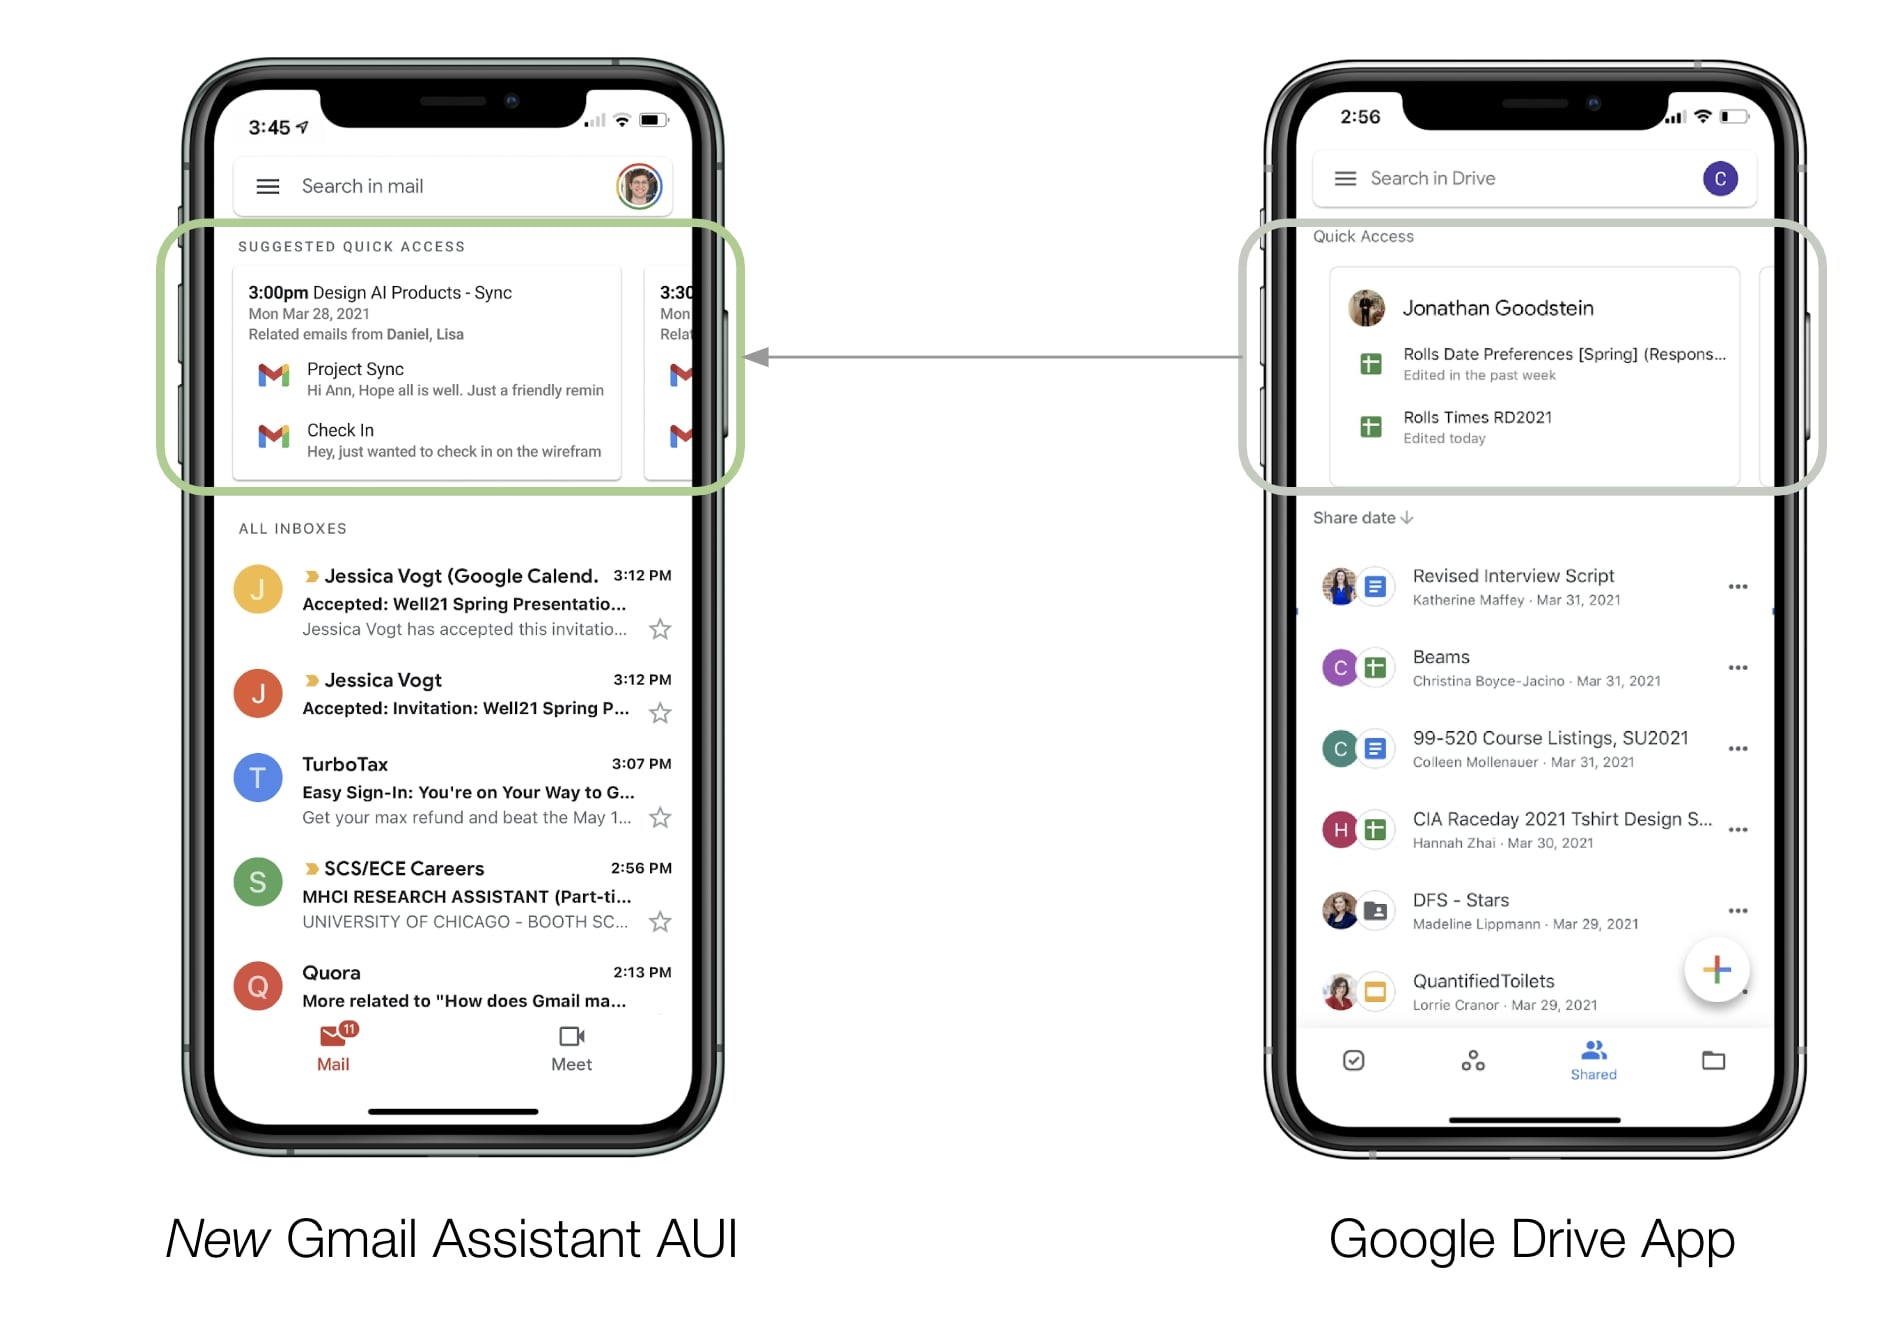 3:45
Search in mail
SUGGESTED QUICK ACCESS
3:00pm Design AI Products - Sync
Mon Mar 28, 2021
Related emails from Daniel, Lisa
Project Sync
Hi Ann, Hope all is well. Just a friendly remin
Check In
Hey, just wanted to check in on the wirefram
3:30
Mon
Relat
ALL INBOXES
J
Jessica Vogt (Google Calend.
3:12 PM
Accepted: Well21 Spring Presentatio...
Jessica Vogt has accepted this invitatio...
J
Jessica Vogt
3:12 PM
Accepted: Invitation: Well21 Spring P...
T
TurboTax
3:07 PM
Easy Sign-In: You're on Your Way to G...
Get your max refund and beat the May 1...
S
SCS/ECE Careers
2:56 PM
MHCI RESEARCH ASSISTANT (Part-ti...
UNIVERSITY OF CHICAGO - BOOTH SC...
Q
Quora
2:13 PM
More related to "How does Gmail ma...
11
Mail
Meet
New Gmail Assistant AUI
2:56
Search in Drive
C
Quick Access
Jonathan Goodstein
Rolls Date Preferences [Spring] (Respons...
Edited in the past week
Rolls Times RD2021
Edited today
Share date
Revised Interview Script
Katherine Maffey · Mar 31, 2021
C
Beams
Christina Boyce-Jacino · Mar 31, 2021
C
99-520 Course Listings, SU2021
Colleen Mollenauer · Mar 31, 2021
H
CIA Raceday 2021 Tshirt Design S...
Hannah Zhai · Mar 30, 2021
DFS - Stars
Madeline Lippmann · Mar 29, 2021
QuantifiedToilets
Lorrie Cranor · Mar 29, 2021
Shared
Google Drive App